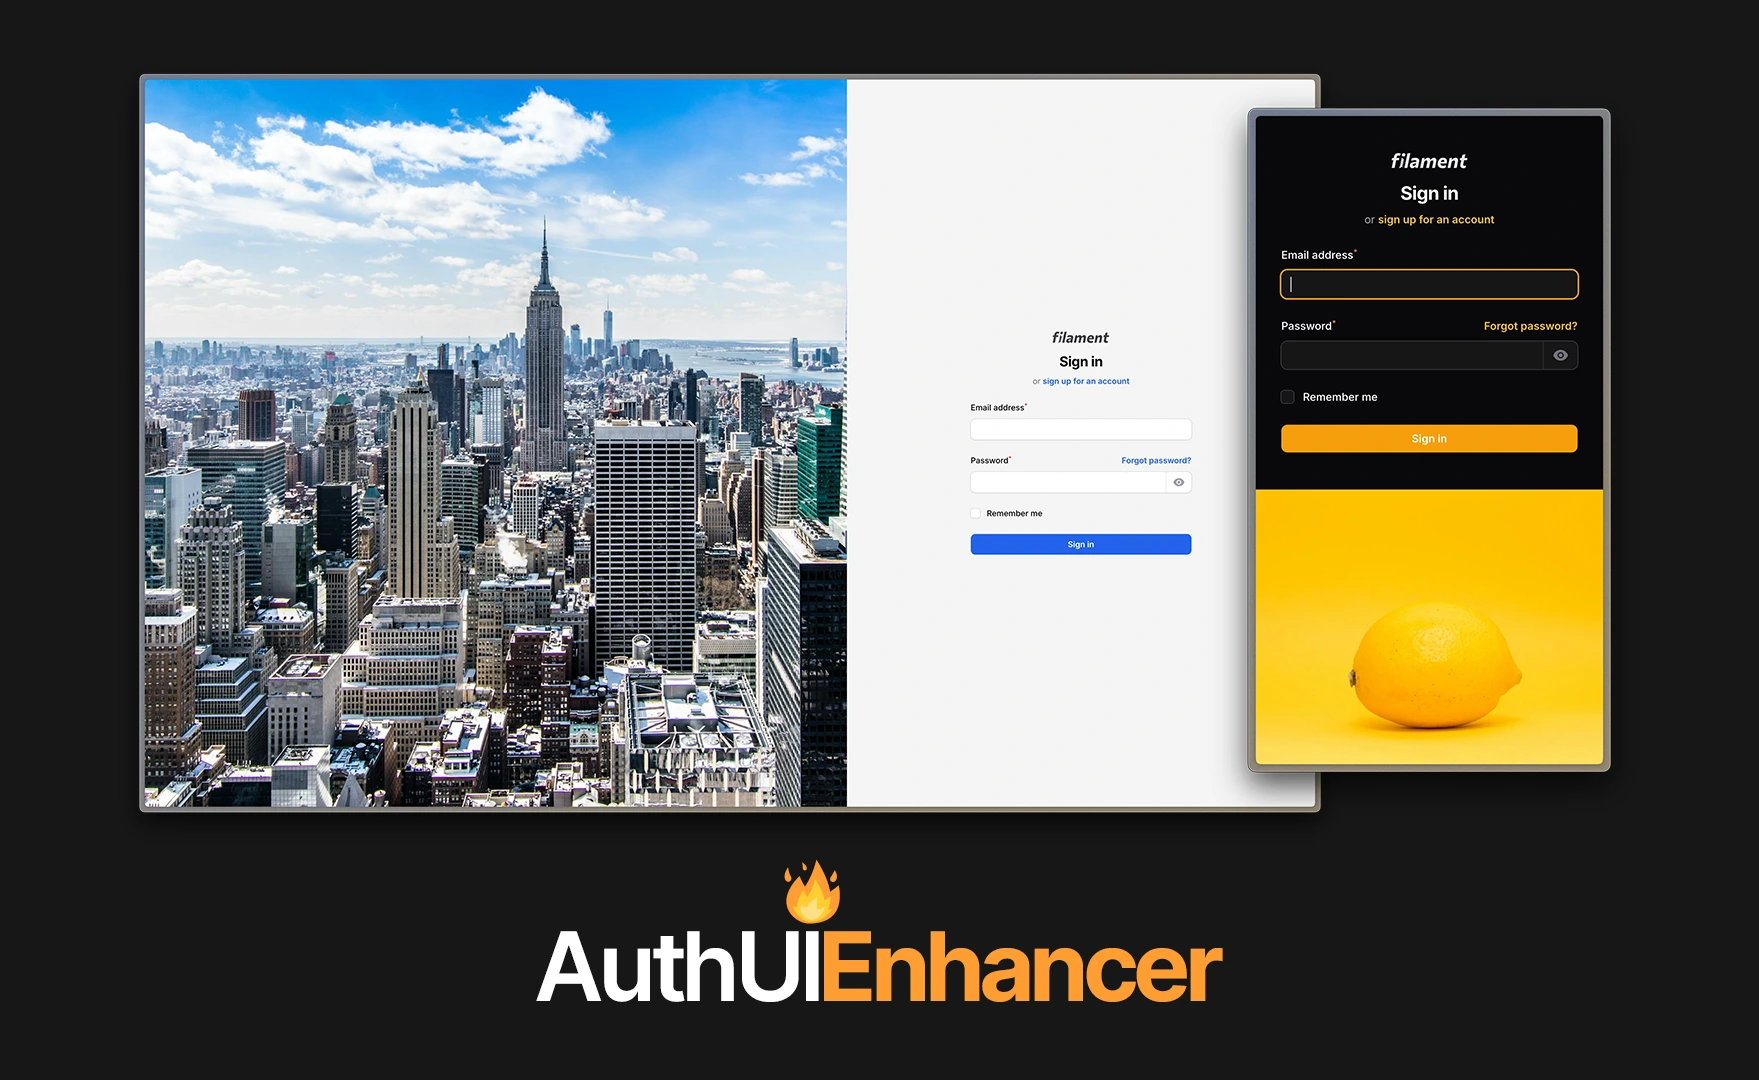 filament
Sign in
or sign up for an account
Email address*
Password* Forgot password?
Remember me
Sign in
filament
Sign in
or sign up for an account
Email address*
Password* Forgot password?
Remember me
Sign in
AuthUIEnhancer